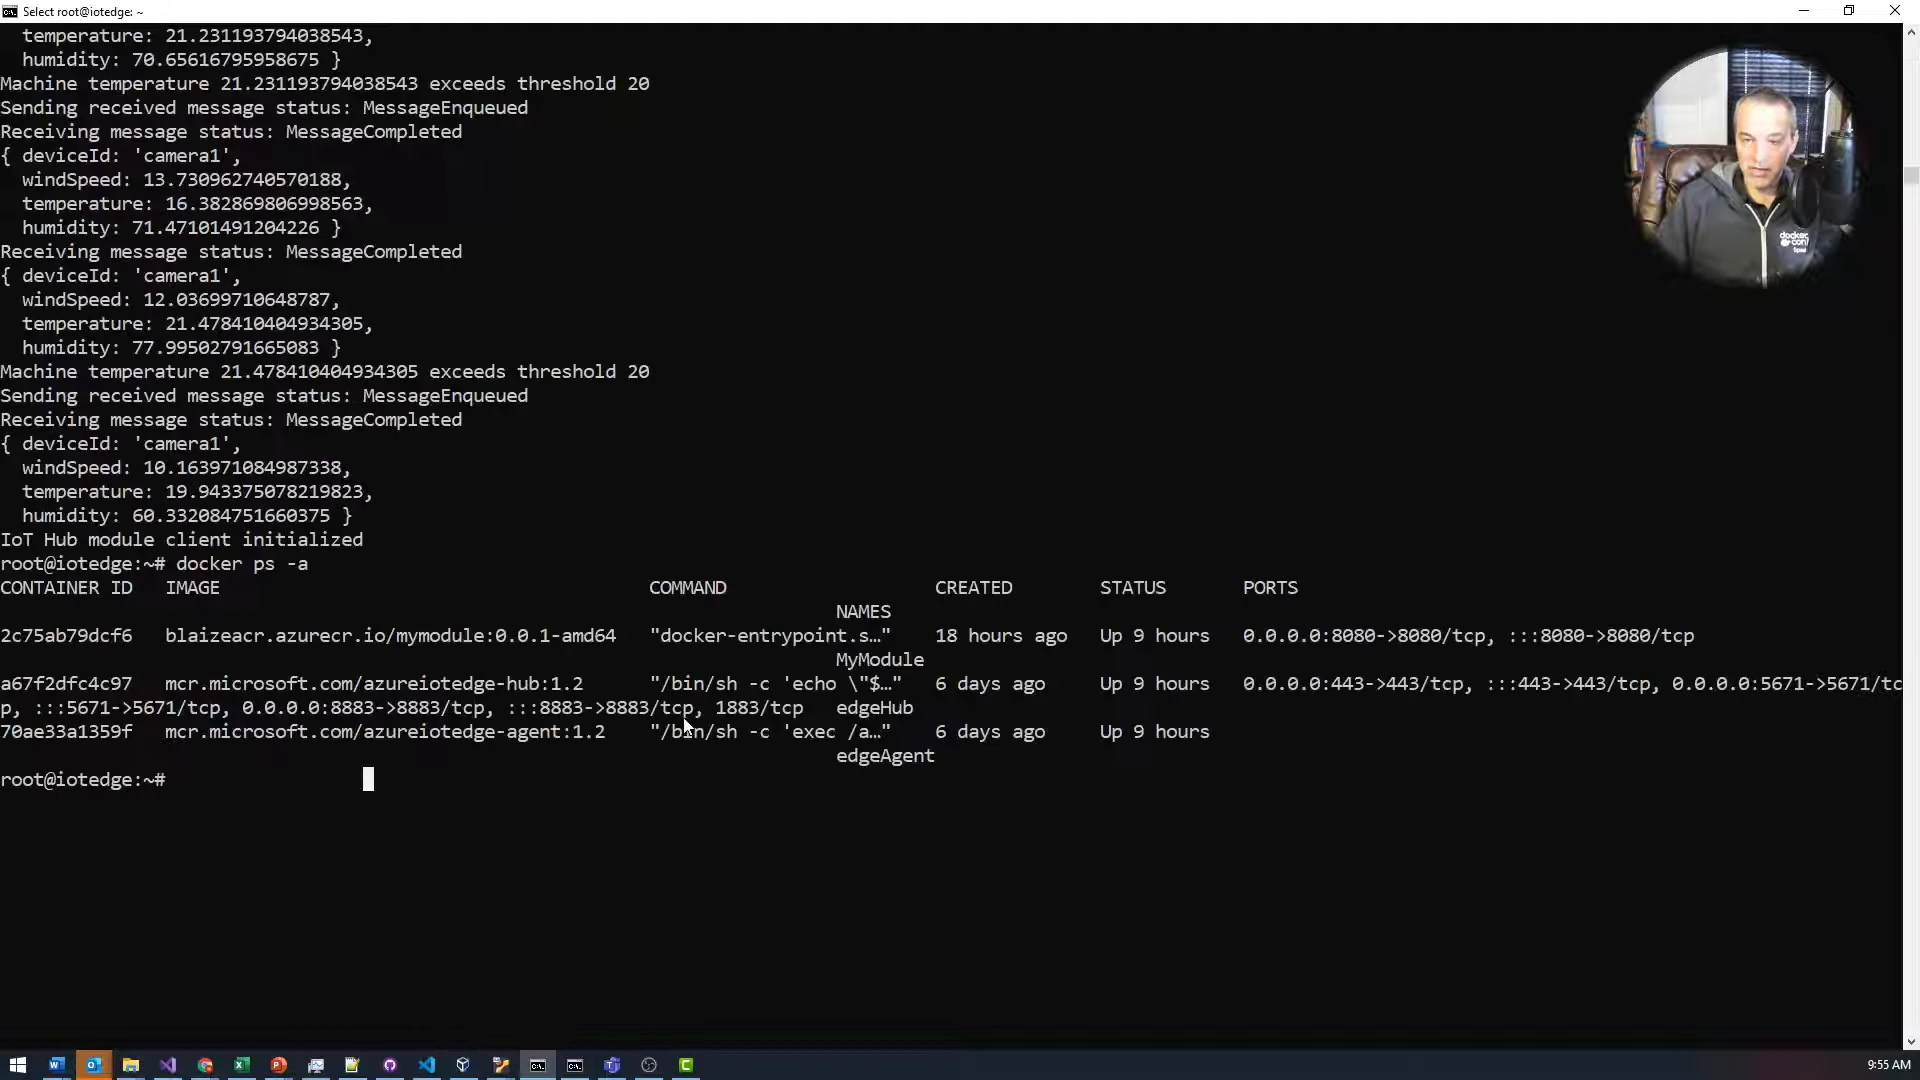 Select root@iotedge: ~
temperature: 21.231193794038543,
humidity: 70.65616795958675 }
Machine temperature 21.231193794038543 exceeds threshold 20
Sending received message status: MessageEnqueued
Receiving message status: MessageCompleted
{ deviceId: 'camera1',
windSpeed: 13.730962740570188,
temperature: 16.382869806998563,
humidity: 71.47101491204226 }
Receiving message status: MessageCompleted
{ deviceId: 'camera1',
windSpeed: 12.03699710648787,
temperature: 21.478410404934305,
humidity: 77.99502791665083 }
Machine temperature 21.478410404934305 exceeds threshold 20
Sending received message status: MessageEnqueued
Receiving message status: MessageCompleted
{ deviceId: 'camera1',
windSpeed: 10.163971084987338,
temperature: 19.943375078219823,
humidity: 60.332084751660375 }
IoT Hub module client initialized
root@iotedge:~# docker ps -a
CONTAINER ID IMAGE COMMAND CREATED STATUS PORTS
NAMES
2c75ab79dcf6 blaizeacr.azurecr.io/mymodule:0.0.1-amd64 "docker-entrypoint.s…" 18 hours ago Up 9 hours 0.0.0.0:8080->8080/tcp, :::8080->8080/tcp
MyModule
a67f2dfc4c97 mcr.microsoft.com/azureiotedge-hub:1.2 "/bin/sh -c 'echo \"$…" 6 days ago Up 9 hours 0.0.0.0:443->443/tcp, :::443->443/tcp, 0.0.0.0:5671->5671/tc
p, :::5671->5671/tcp, 0.0.0.0:8883->8883/tcp, :::8883->8883/tcp, 1883/tcp edgeHub
70ae33a1359f mcr.microsoft.com/azureiotedge-agent:1.2 "/bin/sh -c 'exec /a…" 6 days ago Up 9 hours
edgeAgent
root@iotedge:~#
docker
con
9:55 AM